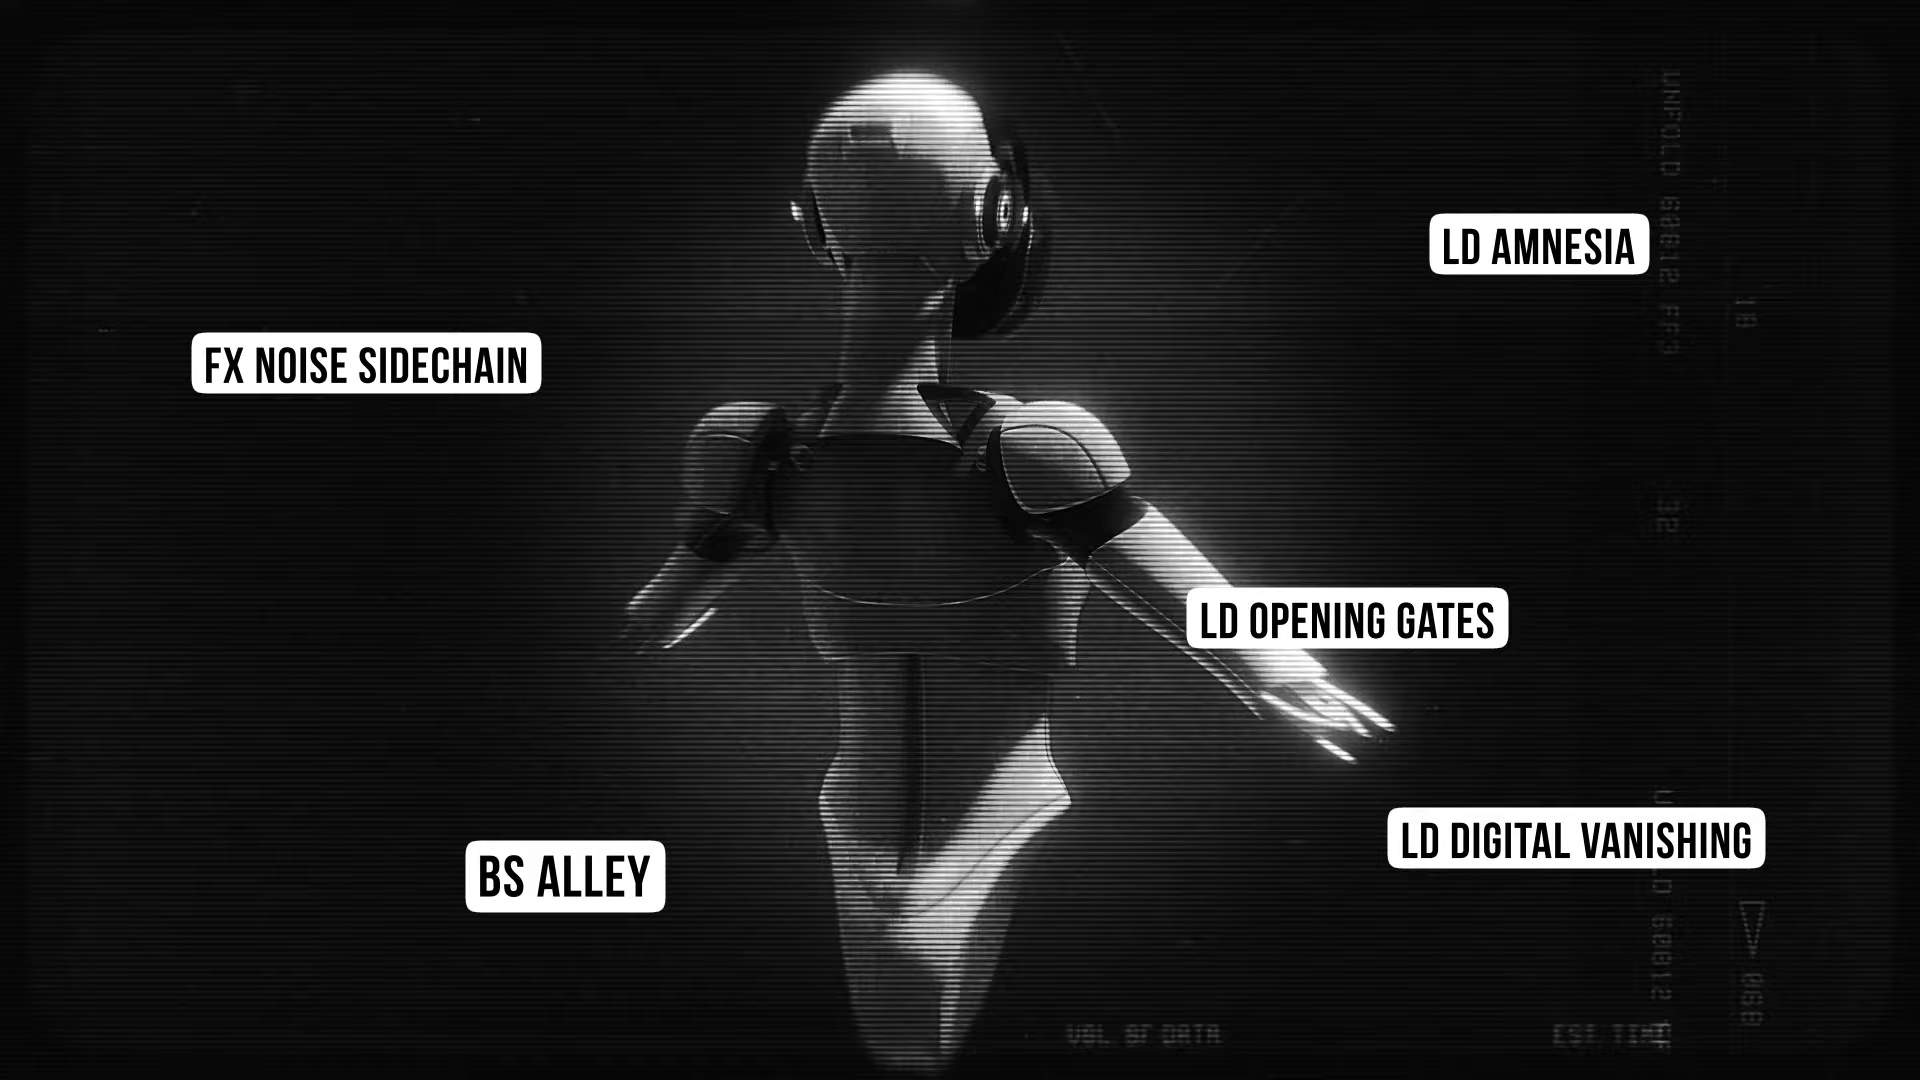 LD AMNESIA
FX NOISE SIDECHAIN
LD OPENING GATES
LD DIGITAL VANISHING
BS ALLEY